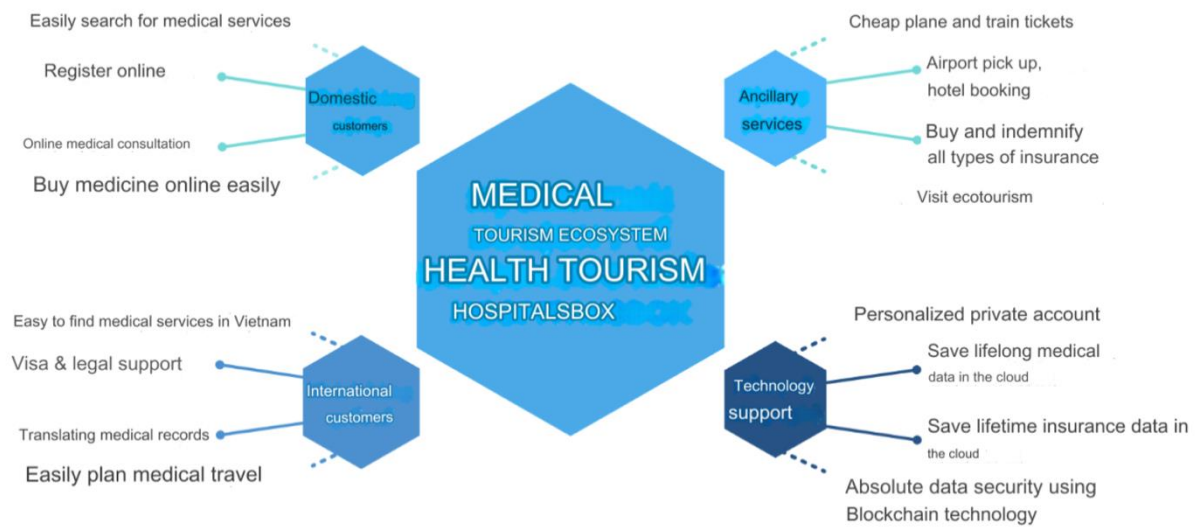 Easily search for medical services
Register online
Online medical consultation
Buy medicine online easily
Domestic
customers
Cheap plane and train tickets
Airport pick up,
hotel booking
Buy and indemnify
all types of insurance
Visit ecotourism
Ancillary
services
MEDICAL
TOURISM ECOSYSTEM
HEALTH TOURISM
HOSPITALSBOX
Easy to find medical services in Vietnam
Visa & legal support
Translating medical records
Easily plan medical travel
International
customers
Personalized private account
Save lifelong medical
data in the cloud
Save lifetime insurance data in
the cloud
Absolute data security using
Blockchain technology
Technology
support